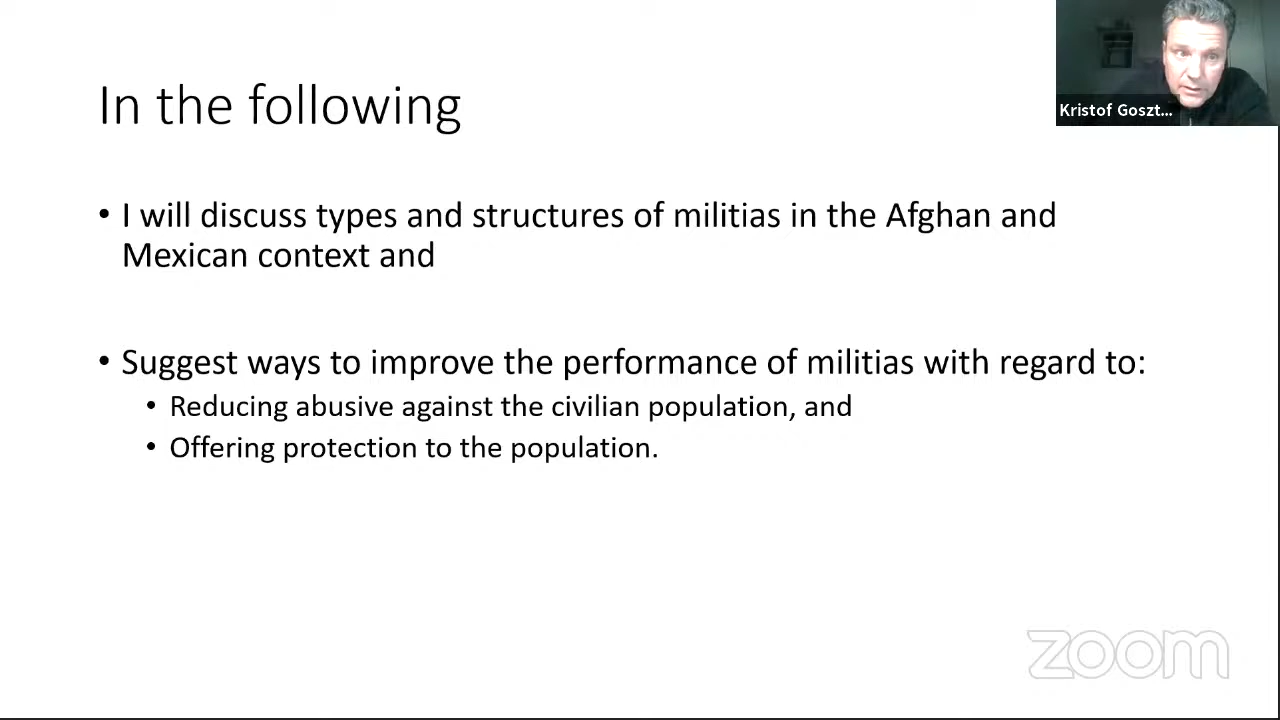 In the following
• I will discuss types and structures of militias in the Afghan and
Mexican context and
• Suggest ways to improve the performance of militias with regard to:
• Reducing abusive against the civilian population, and
• Offering protection to the population.
Kristof Goszt...
zoom